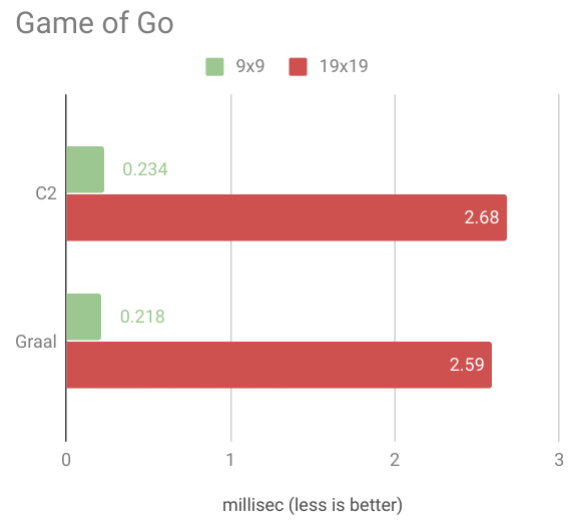 Game of Go
9x9 19x19
0.234
C2
2.68
0.218
Graal
2.59
0 1 2 3
millisec (less is better)